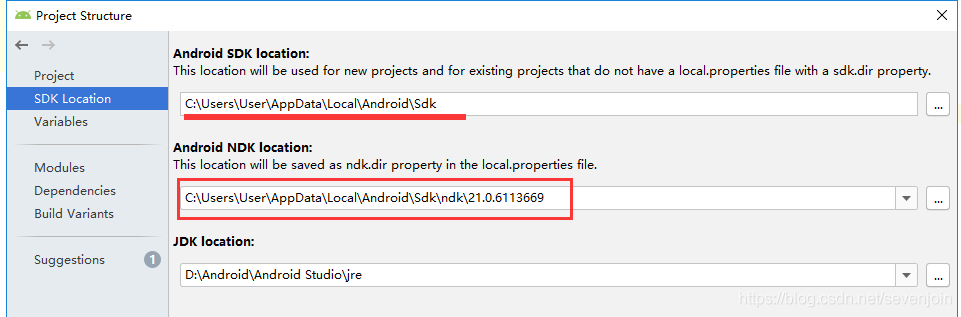 Project Structure
Project
SDK Location
Variables
Modules
Dependencies
Build Variants
Suggestions
1
Android SDK location:
This location will be used for new projects and for existing projects that do not have a local.properties file with a sdk.dir property.
C:\Users\User\AppData\Local\Android\Sdk
...
Android NDK location:
This location will be saved as ndk.dir property in the local.properties file.
C:\Users\User\AppData\Local\Android\Sdk\ndk\21.0.6113669
...
JDK location:
D:\Android\Android Studio\jre
...
https://blog.csdn.net/savenjoin